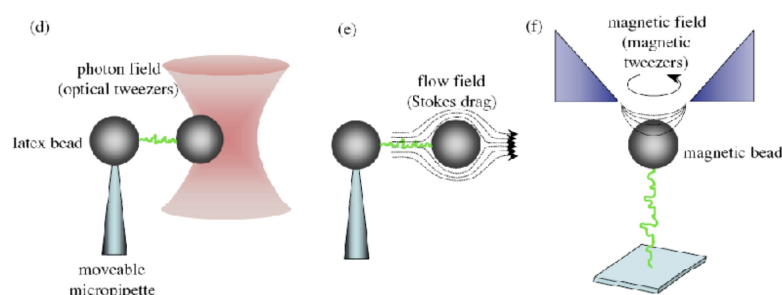 (d)
photon field
(optical tweezers)
latex bead
moveable
micropipette
(e)
flow field
(Stokes drag)
(f)
magnetic field
(magnetic
tweezers)
magnetic bead